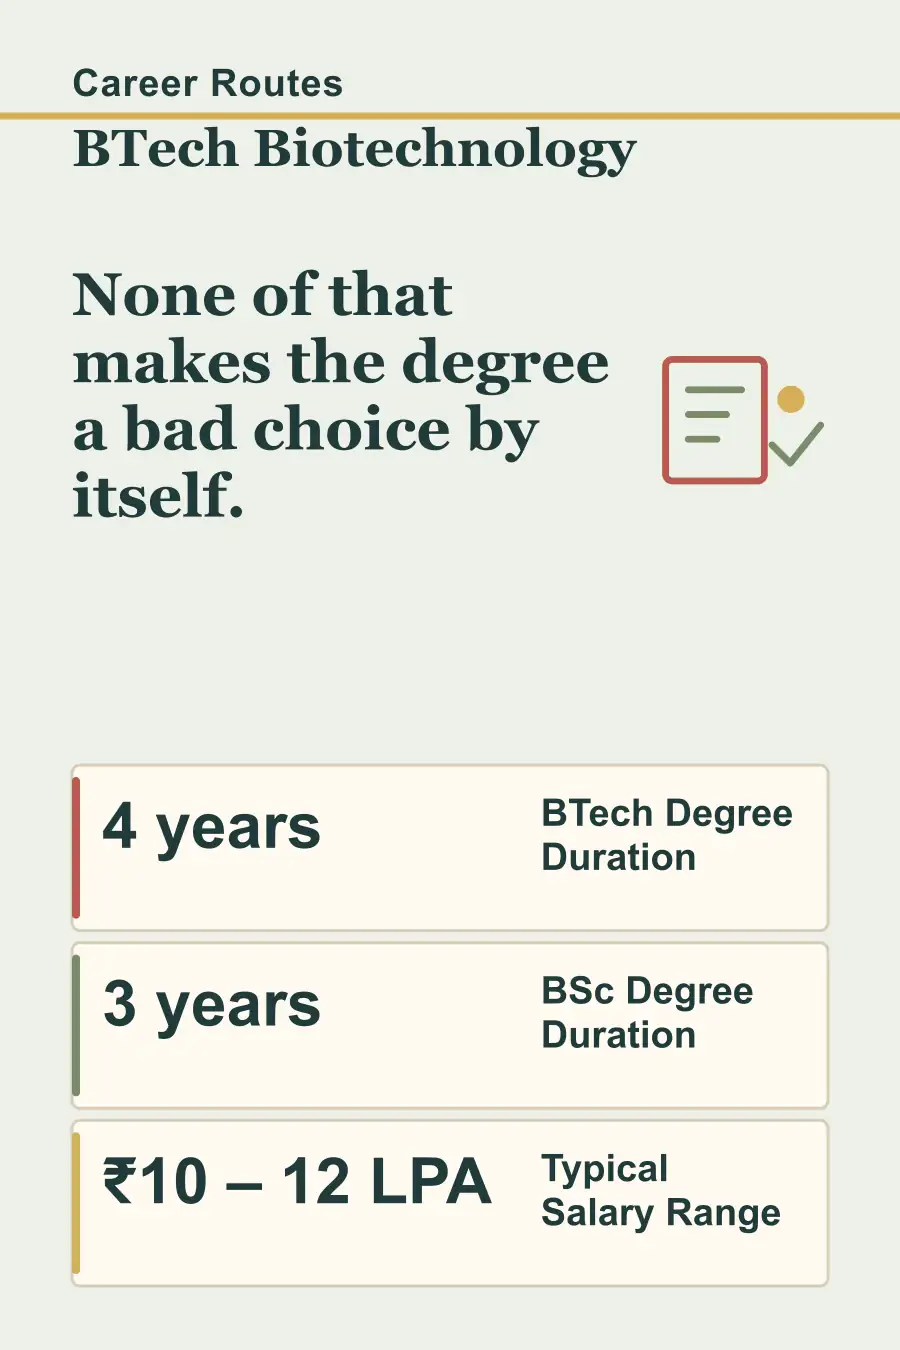 Career Routes
BTech Biotechnology
None of that
makes the degree
a bad choice by
itself.
4 years
BTech Degree
Duration
3 years
BSc Degree
Duration
₹10 – 12 LPA
Typical
Salary Range